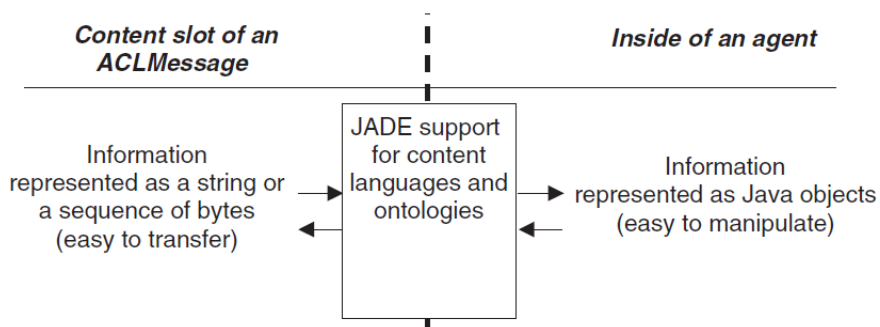 Content slot of an
ACLMessage
Inside of an agent
JADE support
for content
languages and
ontologies
Information
represented as a string or
a sequence of bytes
(easy to transfer)
Information
represented as Java objects
(easy to manipulate)